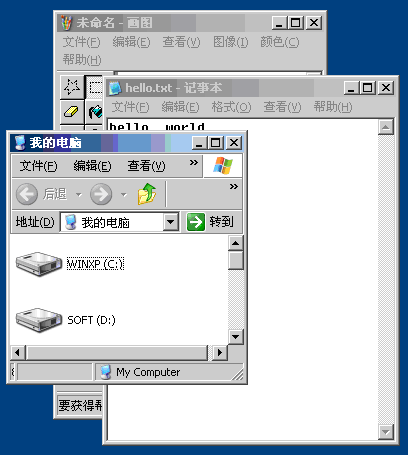 未命名 - 画图
文件(F) 编辑(E) 查看(V) 图像(I) 颜色(C)
帮助(H)
hello.txt - 记事本
文件(F) 编辑(E) 格式(O) 查看(V) 帮助(H)
hello, world
我的电脑
文件(F) 编辑(E) 查看(V) »
后退 »
地址(D) 我的电脑 转到
WINXP (C:)
SOFT (D:)
My Computer
要获得帮